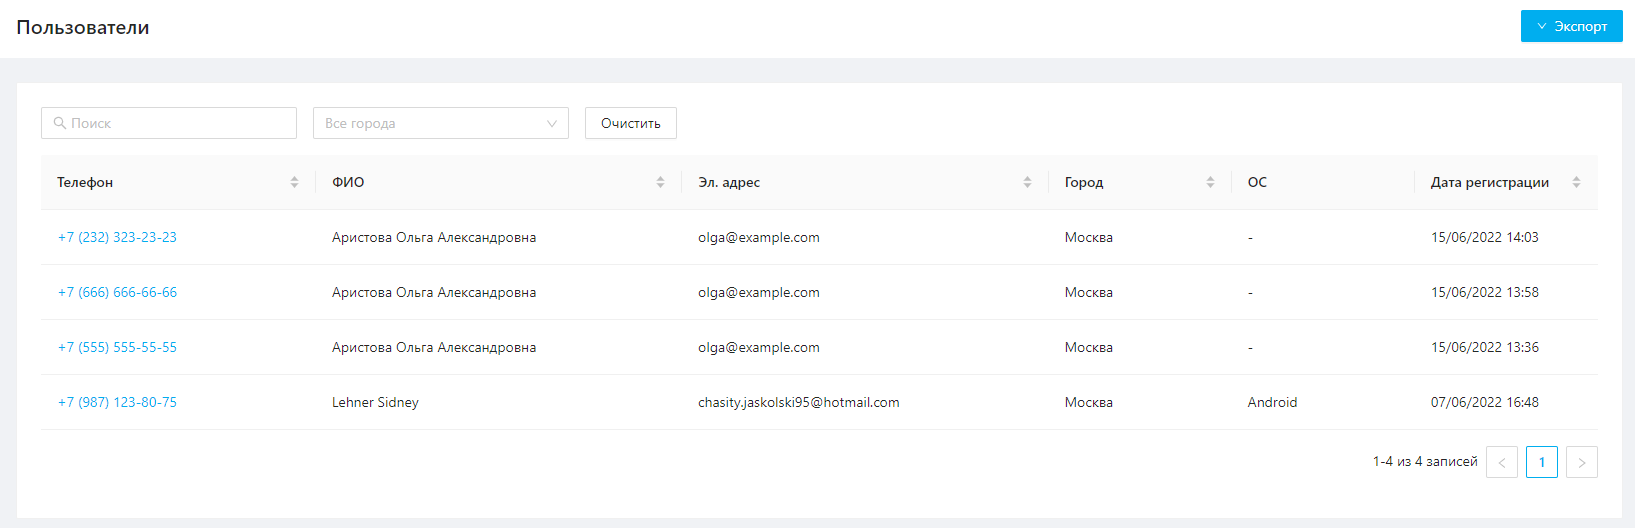 Пользователи
Экспорт
Поиск
Все города
Очистить
Телефон ФИО Эл. адрес Город ОС Дата регистрации
+7 (232) 323-23-23 Аристова Ольга Александровна olga@example.com Москва - 15/06/2022 14:03
+7 (666) 666-66-66 Аристова Ольга Александровна olga@example.com Москва - 15/06/2022 13:58
+7 (555) 555-55-55 Аристова Ольга Александровна olga@example.com Москва - 15/06/2022 13:36
+7 (987) 123-80-75 Lehner Sidney chasity.jaskolski95@hotmail.com Москва Android 07/06/2022 16:48
1-4 из 4 записей < 1 >